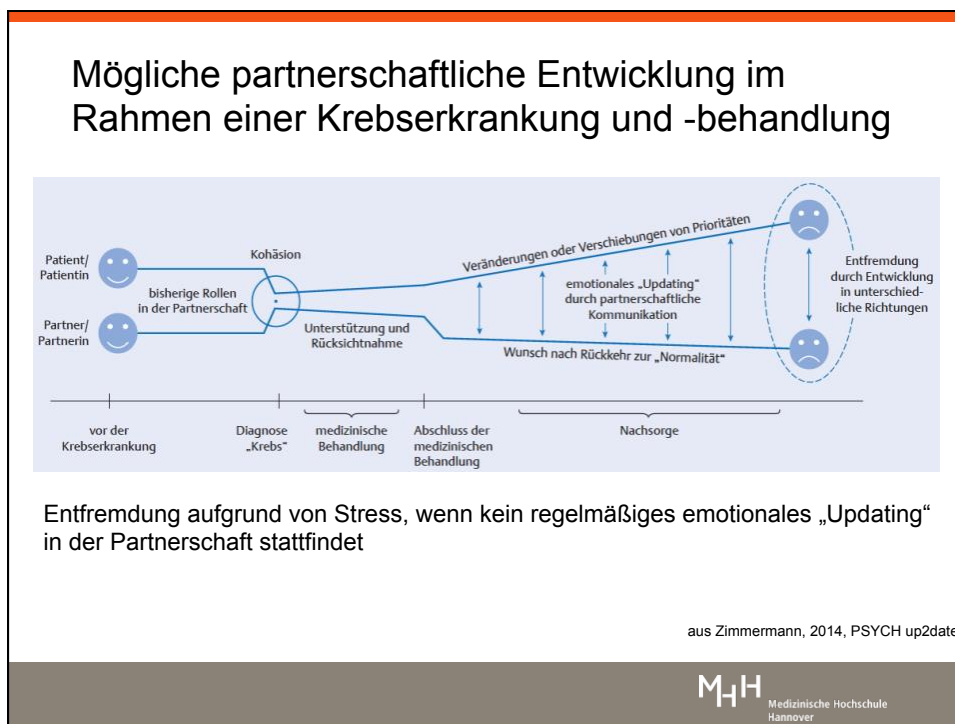 Mögliche partnerschaftliche Entwicklung im
Rahmen einer Krebserkrankung und -behandlung
Patient/
Patientin
Partner/
Partnerin
bisherige Rollen
in der Partnerschaft
Kohäsion
Unterstützung und
Rücksichtnahme
Veränderungen oder Verschiebungen von Prioritäten
emotionales „Updating“
durch partnerschaftliche
Kommunikation
Wunsch nach Rückkehr zur „Normalität“
Entfremdung
durch Entwicklung
in unterschied-
liche Richtungen
vor der
Krebserkrankung
Diagnose
„Krebs“
medizinische
Behandlung
Abschluss der
medizinischen
Behandlung
Nachsorge
Entfremdung aufgrund von Stress, wenn kein regelmäßiges emotionales „Updating“
in der Partnerschaft stattfindet
aus Zimmermann, 2014, PSYCH up2date
MHH
Medizinische Hochschule
Hannover